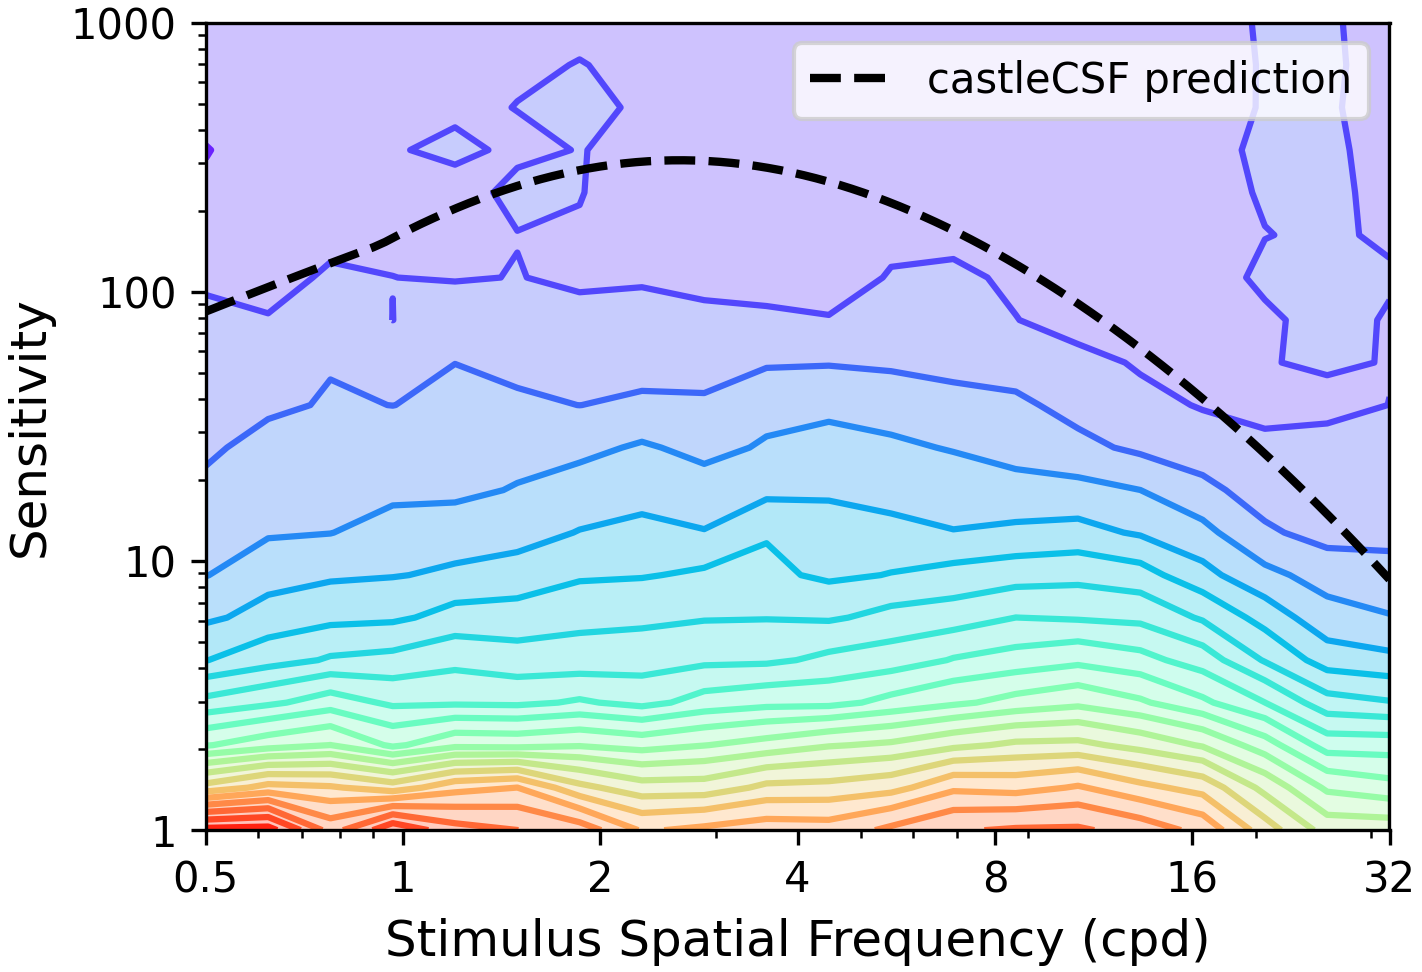 1000
100
10
1
Sensitivity
castleCSF prediction
0.5 1 2 4 8 16 32
Stimulus Spatial Frequency (cpd)